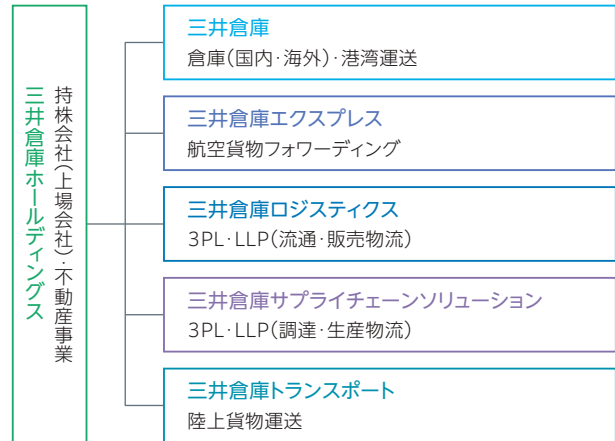 持株会社(上場会社)・不動産事業
三井倉庫ホールディングス
三井倉庫
倉庫(国内・海外)・港湾運送
三井倉庫エクスプレス
航空貨物フォワーディング
三井倉庫ロジスティクス
3PL・LLP(流通・販売物流)
三井倉庫サプライチェーンソリューション
3PL・LLP(調達・生産物流)
三井倉庫トランスポート
陸上貨物運送